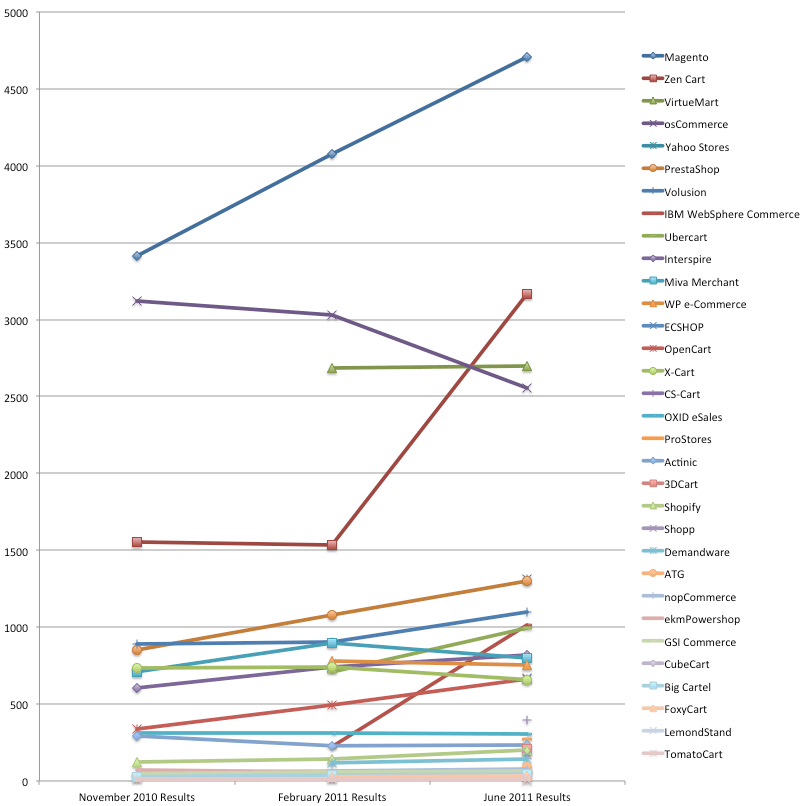 5000
4500
4000
3500
3000
2500
2000
1500
1000
500
0
November 2010 Results
February 2011 Results
June 2011 Results
Magento
Zen Cart
VirtueMart
osCommerce
Yahoo Stores
PrestaShop
Volusion
IBM WebSphere Commerce
Ubercart
Interspire
Miva Merchant
WP e-Commerce
ECSHOP
OpenCart
X-Cart
CS-Cart
OXID eSales
ProStores
Actinic
3DCart
Shopify
Shopp
Demandware
ATG
nopCommerce
ekmPowershop
GSI Commerce
CubeCart
Big Cartel
FoxyCart
LemondStand
TomatoCart